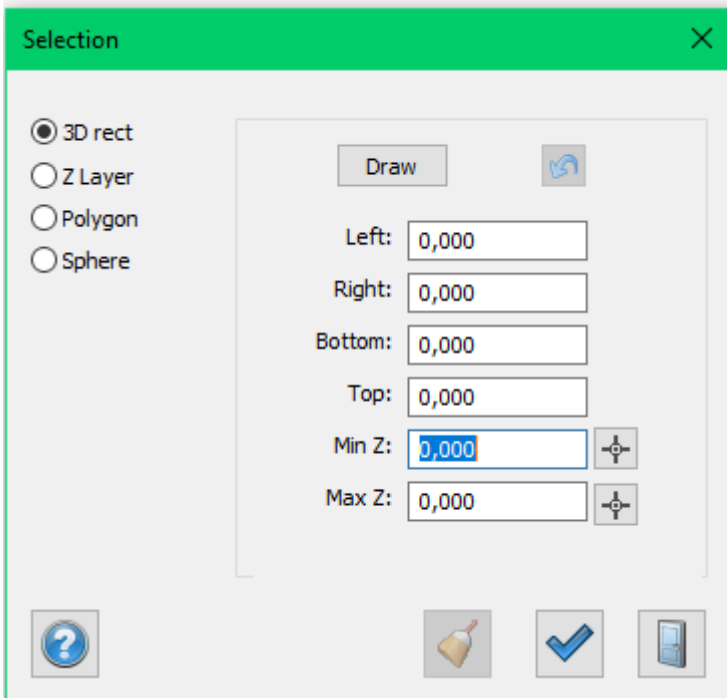 Selection
3D rect
Z Layer
Polygon
Sphere
Draw
Left: 0,000
Right: 0,000
Bottom: 0,000
Top: 0,000
Min Z: 0,000
Max Z: 0,000